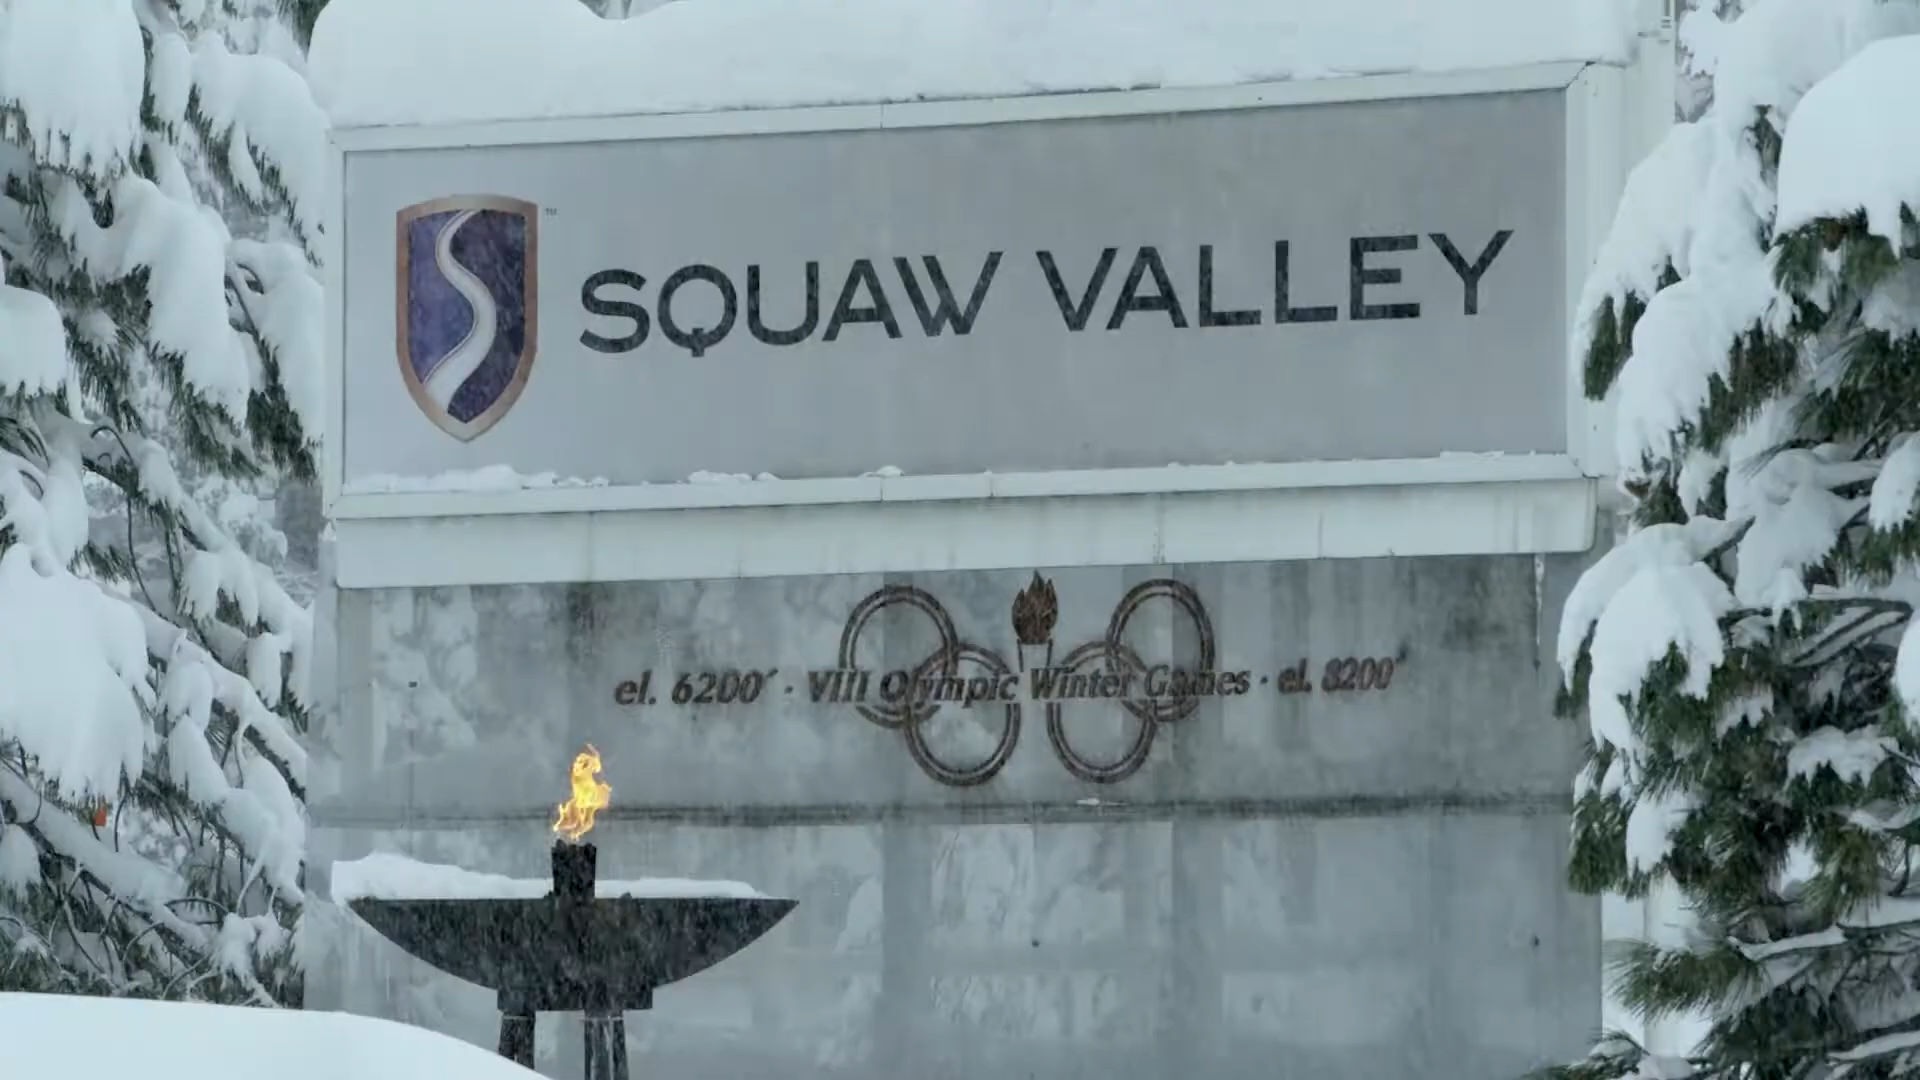 SQUAW VALLEY
el. 6200' · VIII Olympic Winter Games · el. 8200'